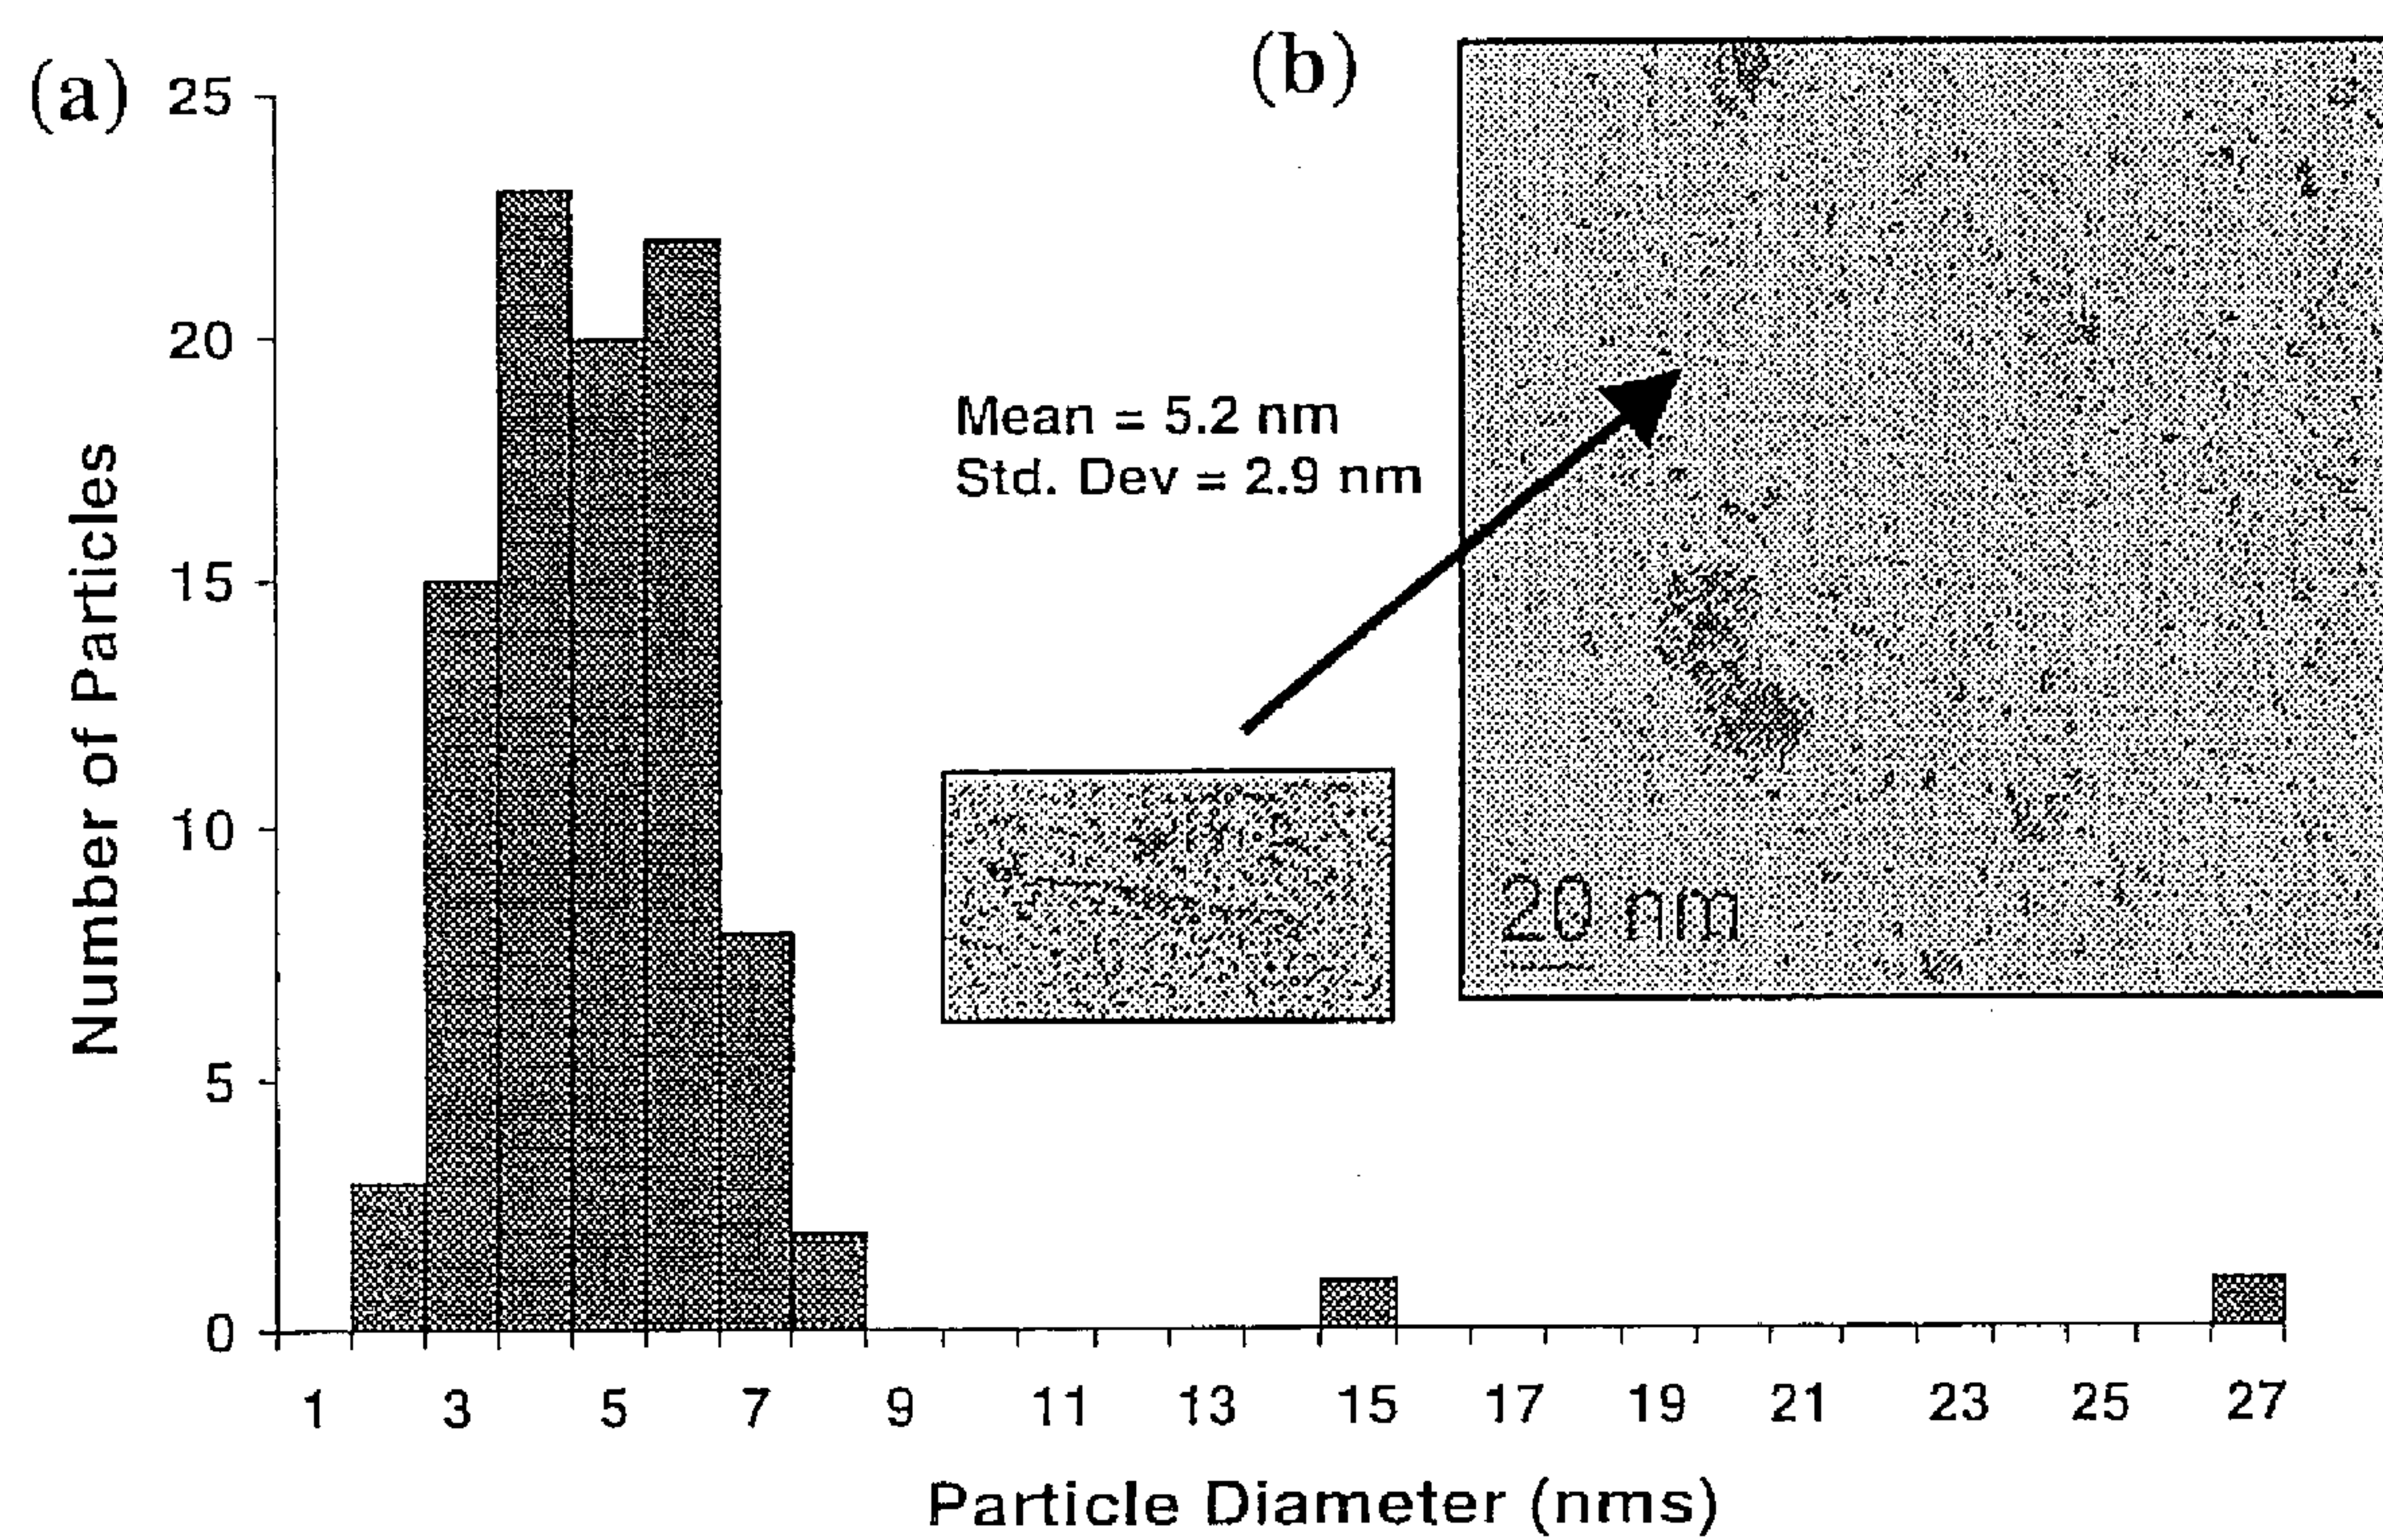 (a)
25
20
15
10
5
0
Number of Particles
1 3 5 7 9 11 13 15 17 19 21 23 25 27
Particle Diameter (nms)
Mean = 5.2 nm
Std. Dev = 2.9 nm
(b)
20 nm